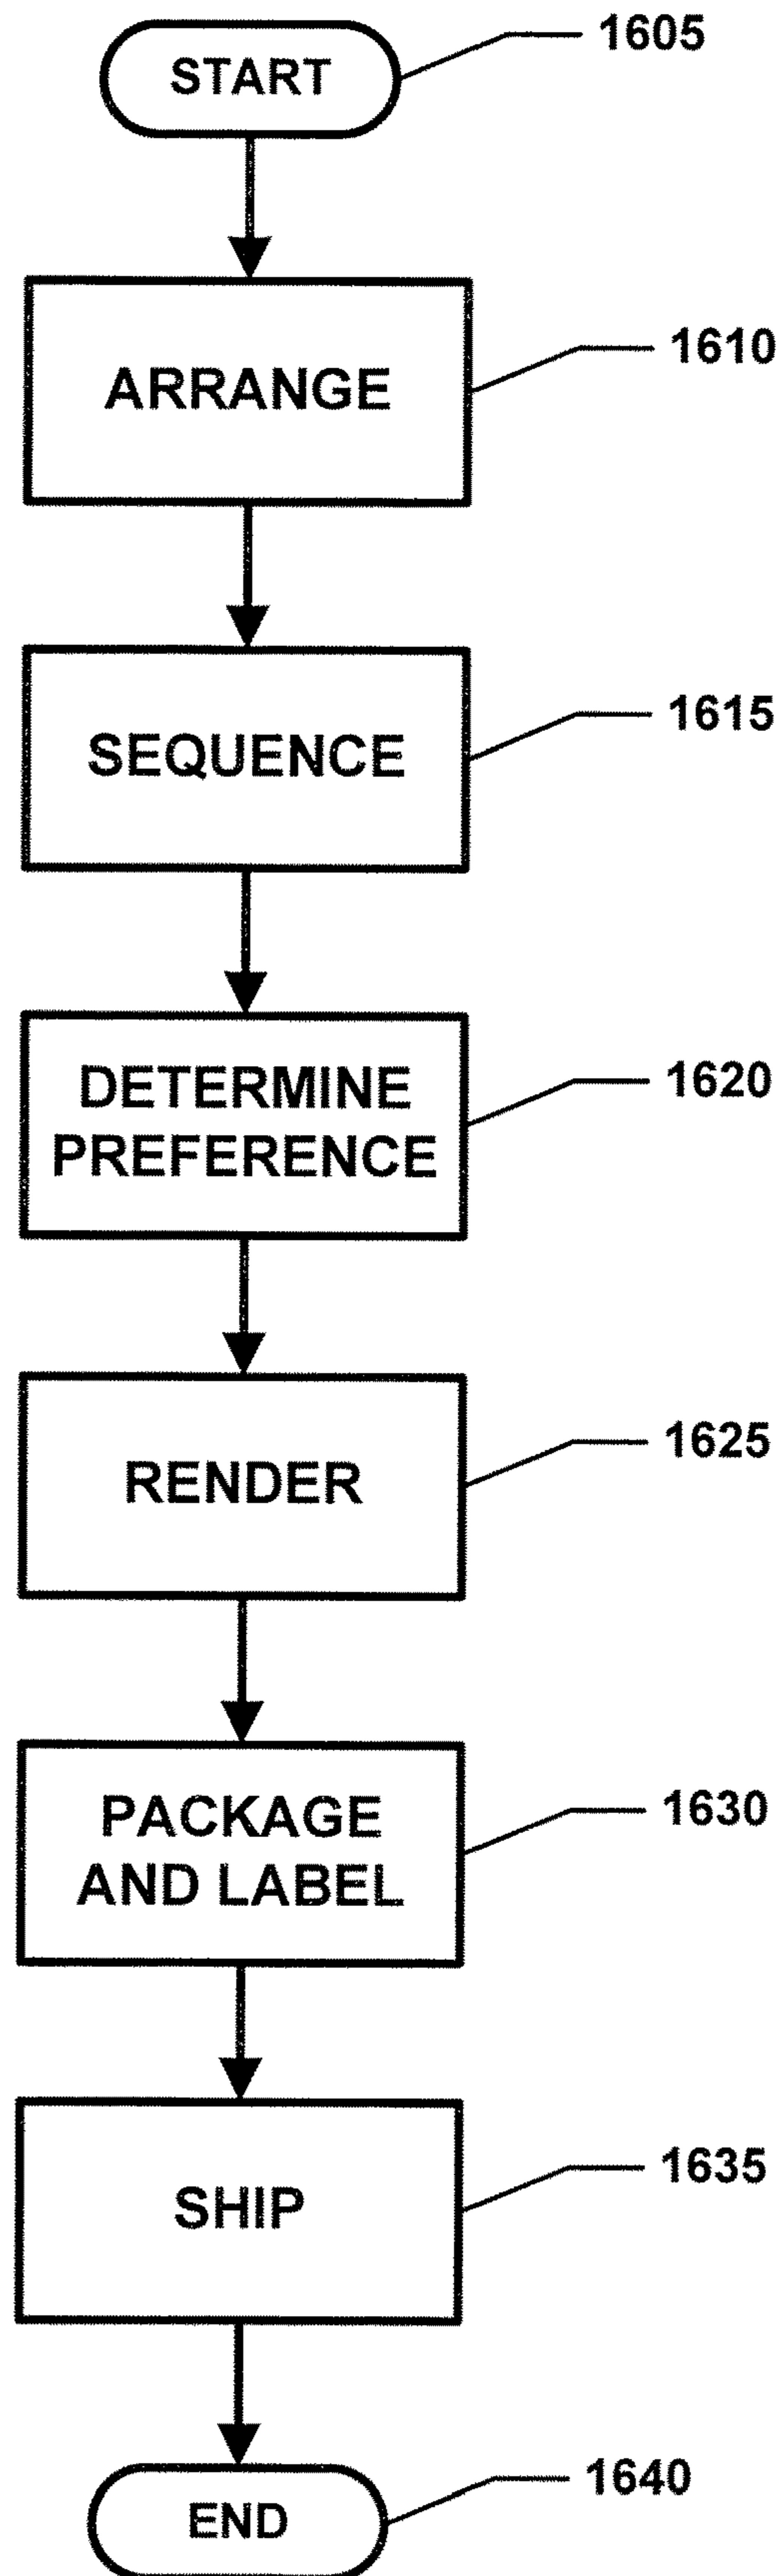 START
1605
ARRANGE
1610
SEQUENCE
1615
DETERMINE
PREFERENCE
1620
RENDER
1625
PACKAGE
AND LABEL
1630
SHIP
1635
END
1640